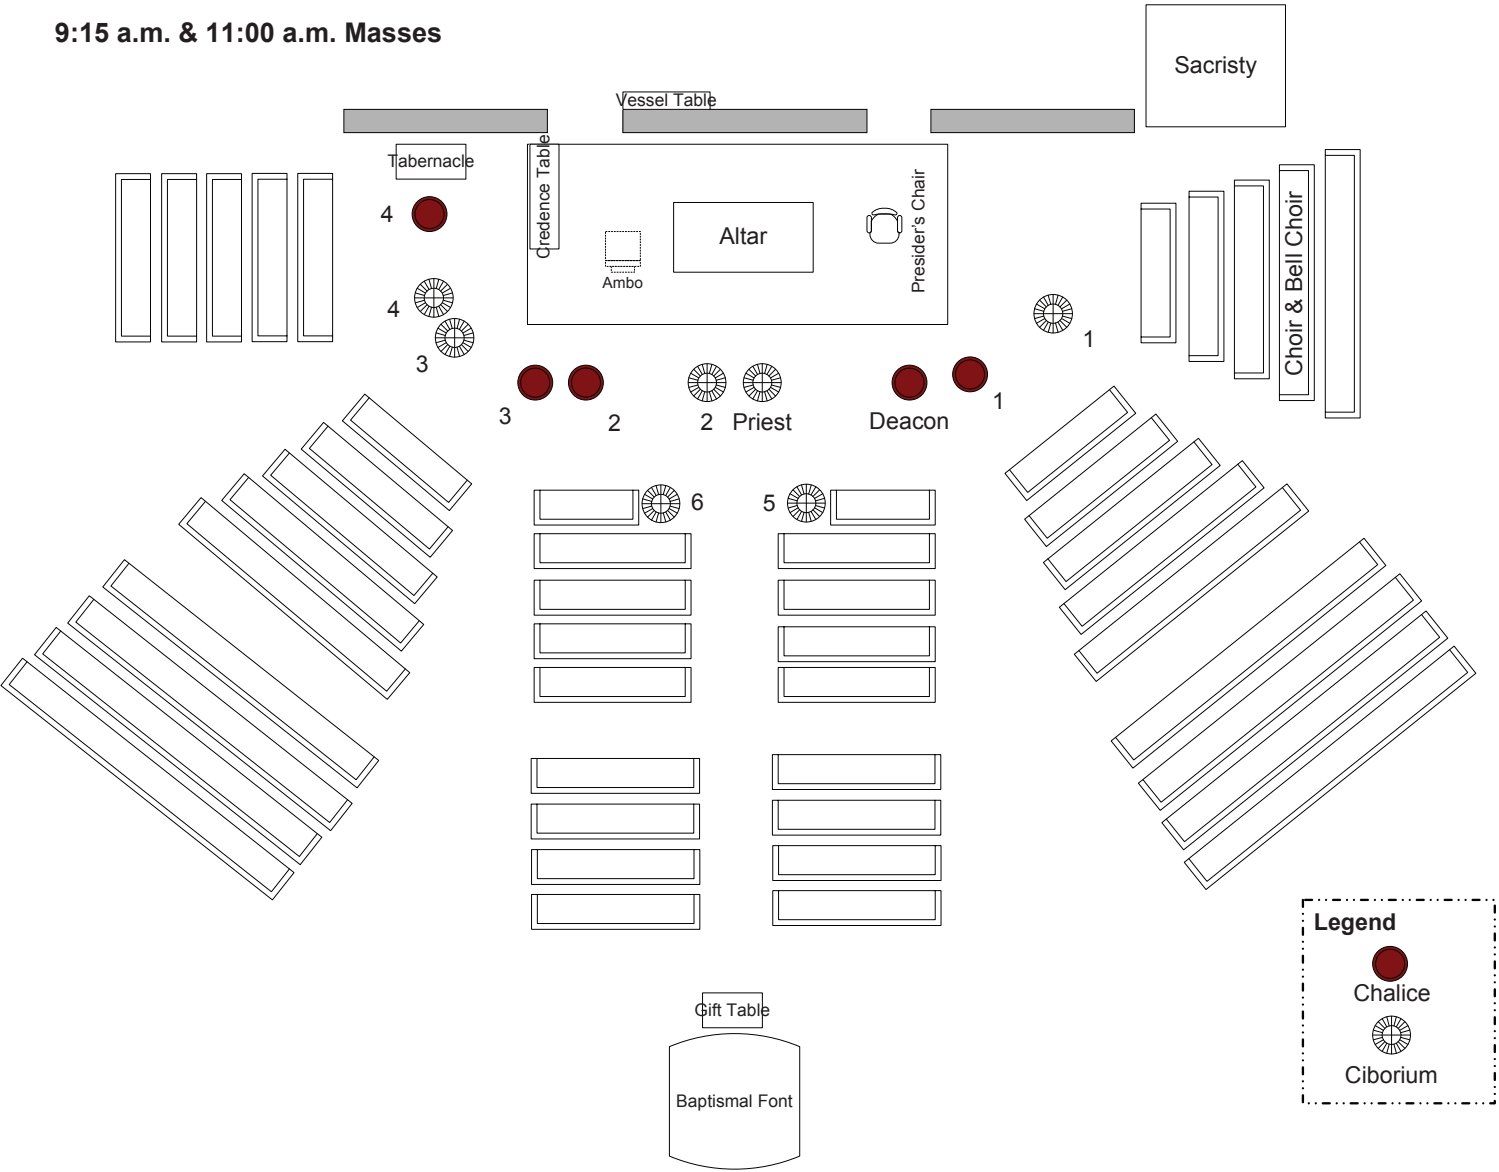 9:15 a.m. & 11:00 a.m. Masses
Sacristy
Vessel Table
Tabernacle
Credence Table
Presider's Chair
Choir & Bell Choir
4
Altar
Ambo
4
3
1
3
2
2
Priest
Deacon
1
6
5
Legend
Chalice
Ciborium
Gift Table
Baptismal Font